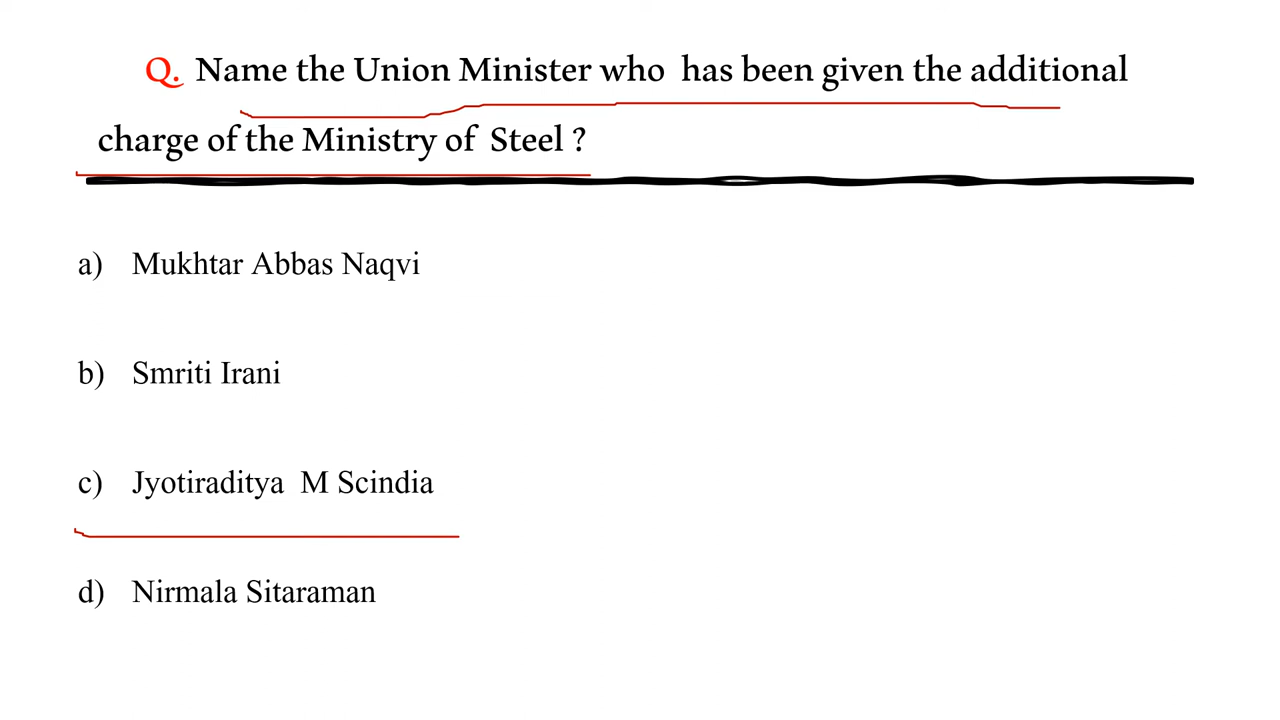 Q. Name the Union Minister who has been given the additional
charge of the Ministry of Steel ?
a) Mukhtar Abbas Naqvi
b) Smriti Irani
c) Jyotiraditya M Scindia
d) Nirmala Sitaraman